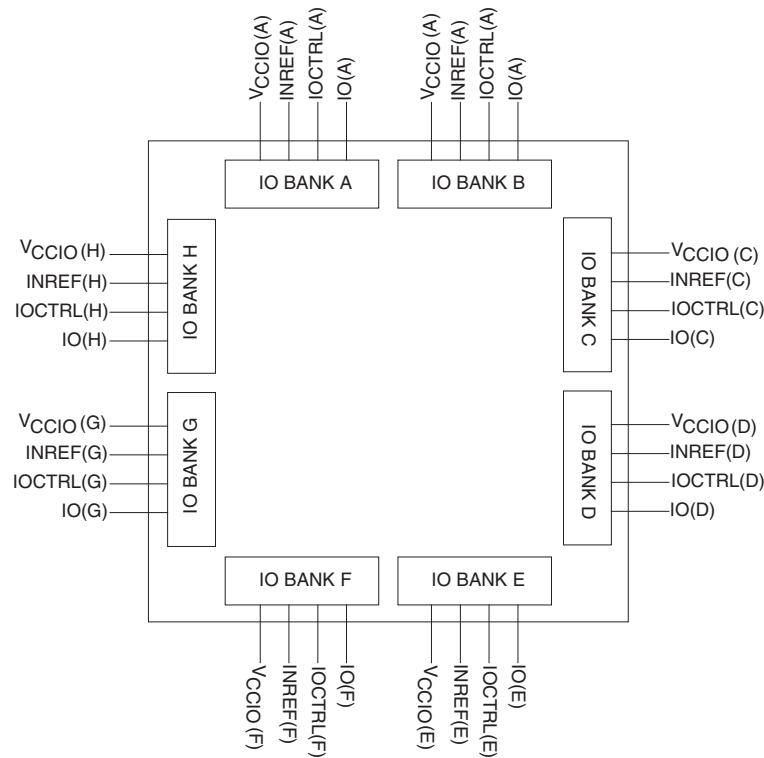 VCCIO(A)
INREF(A)
IOCTRL(A)
IO(A)
VCCIO(A)
INREF(A)
IOCTRL(A)
IO(A)
IO BANK A
IO BANK B
VCCIO(H)
INREF(H)
IOCTRL(H)
IO(H)
IO BANK H
IO BANK C
VCCIO(C)
INREF(C)
IOCTRL(C)
IO(C)
VCCIO(G)
INREF(G)
IOCTRL(G)
IO(G)
IO BANK G
IO BANK D
VCCIO(D)
INREF(D)
IOCTRL(D)
IO(D)
IO BANK F
IO BANK E
VCCIO(F)
INREF(F)
IOCTRL(F)
IO(F)
VCCIO(E)
INREF(E)
IOCTRL(E)
IO(E)